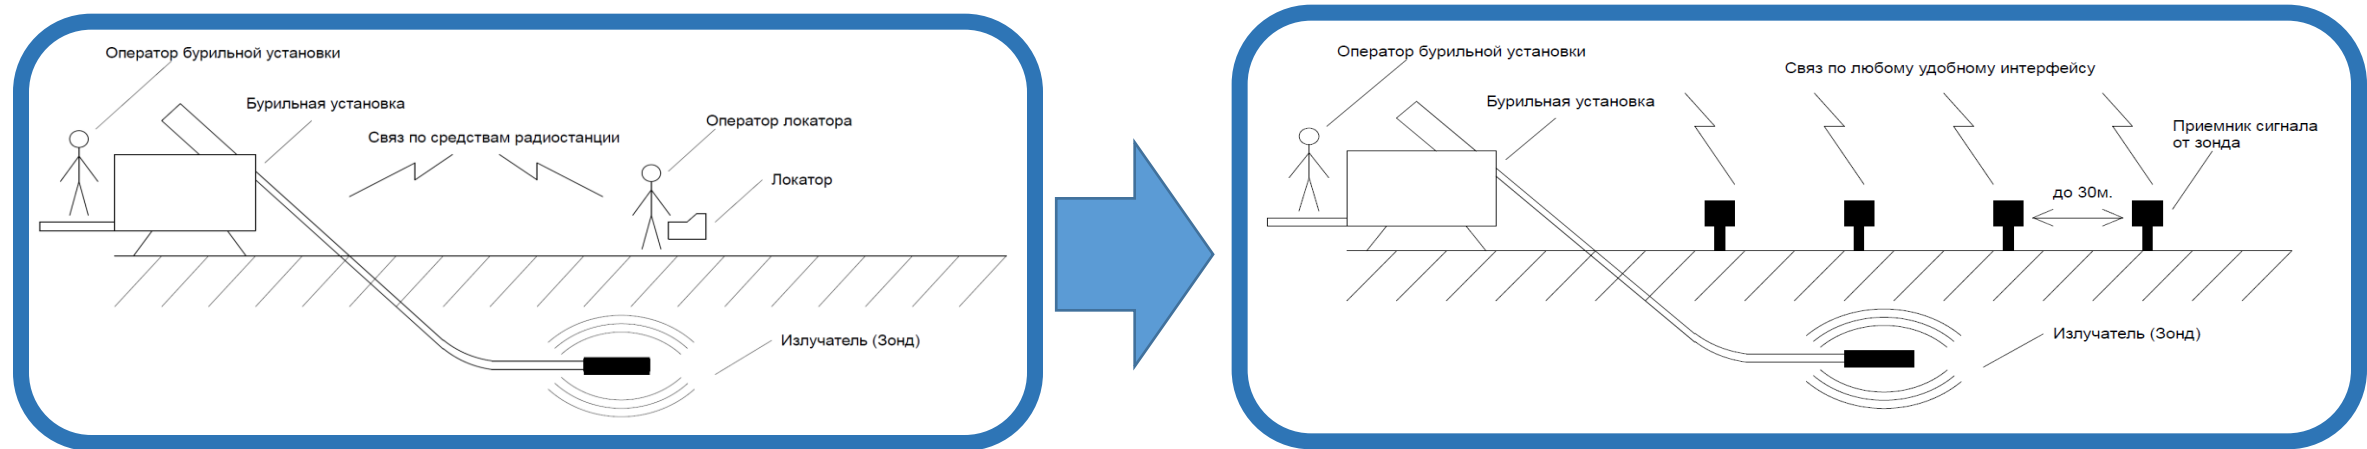 Оператор бурильной установки
Бурильная установка
Связ по средствам радиостанции
Оператор локатора
Локатор
Излучатель (Зонд)
Оператор бурильной установки
Бурильная установка
Связ по любому удобному интерфейсу
Приемник сигнала
от зонда
до 30м.
Излучатель (Зонд)